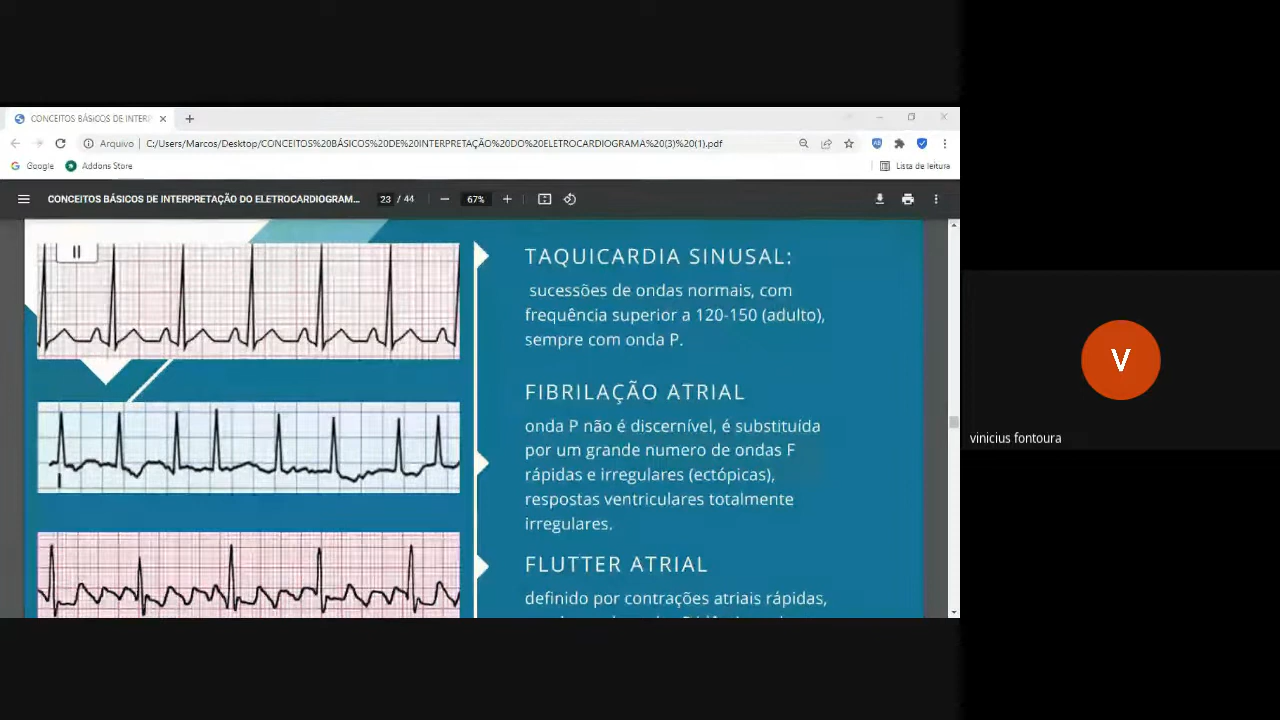 CONCEITOS BÁSICOS DE INTER
Arquivo
C:/Users/Marcos/Desktop/CONCEITOS%20BÁSICOS%20DE%20INTERPRETAÇÃO%20DO%20ELETROCARDIOGRAMA%20(3)%20(1).pdf
Google
Addons Store
Lista de leitura
CONCEITOS BÁSICOS DE INTERPRETAÇÃO DO ELETROCARDIOGRAM...
23 / 44
67%
II
TAQUICARDIA SINUSAL:
sucessões de ondas normais, com
frequência superior a 120-150 (adulto),
sempre com onda P.
FIBRILAÇÃO ATRIAL
onda P não é discernível, é substituída
por um grande numero de ondas F
rápidas e irregulares (ectópicas),
respostas ventriculares totalmente
irregulares.
FLUTTER ATRIAL
definido por contrações atriais rápidas,
V
vinicius fontoura